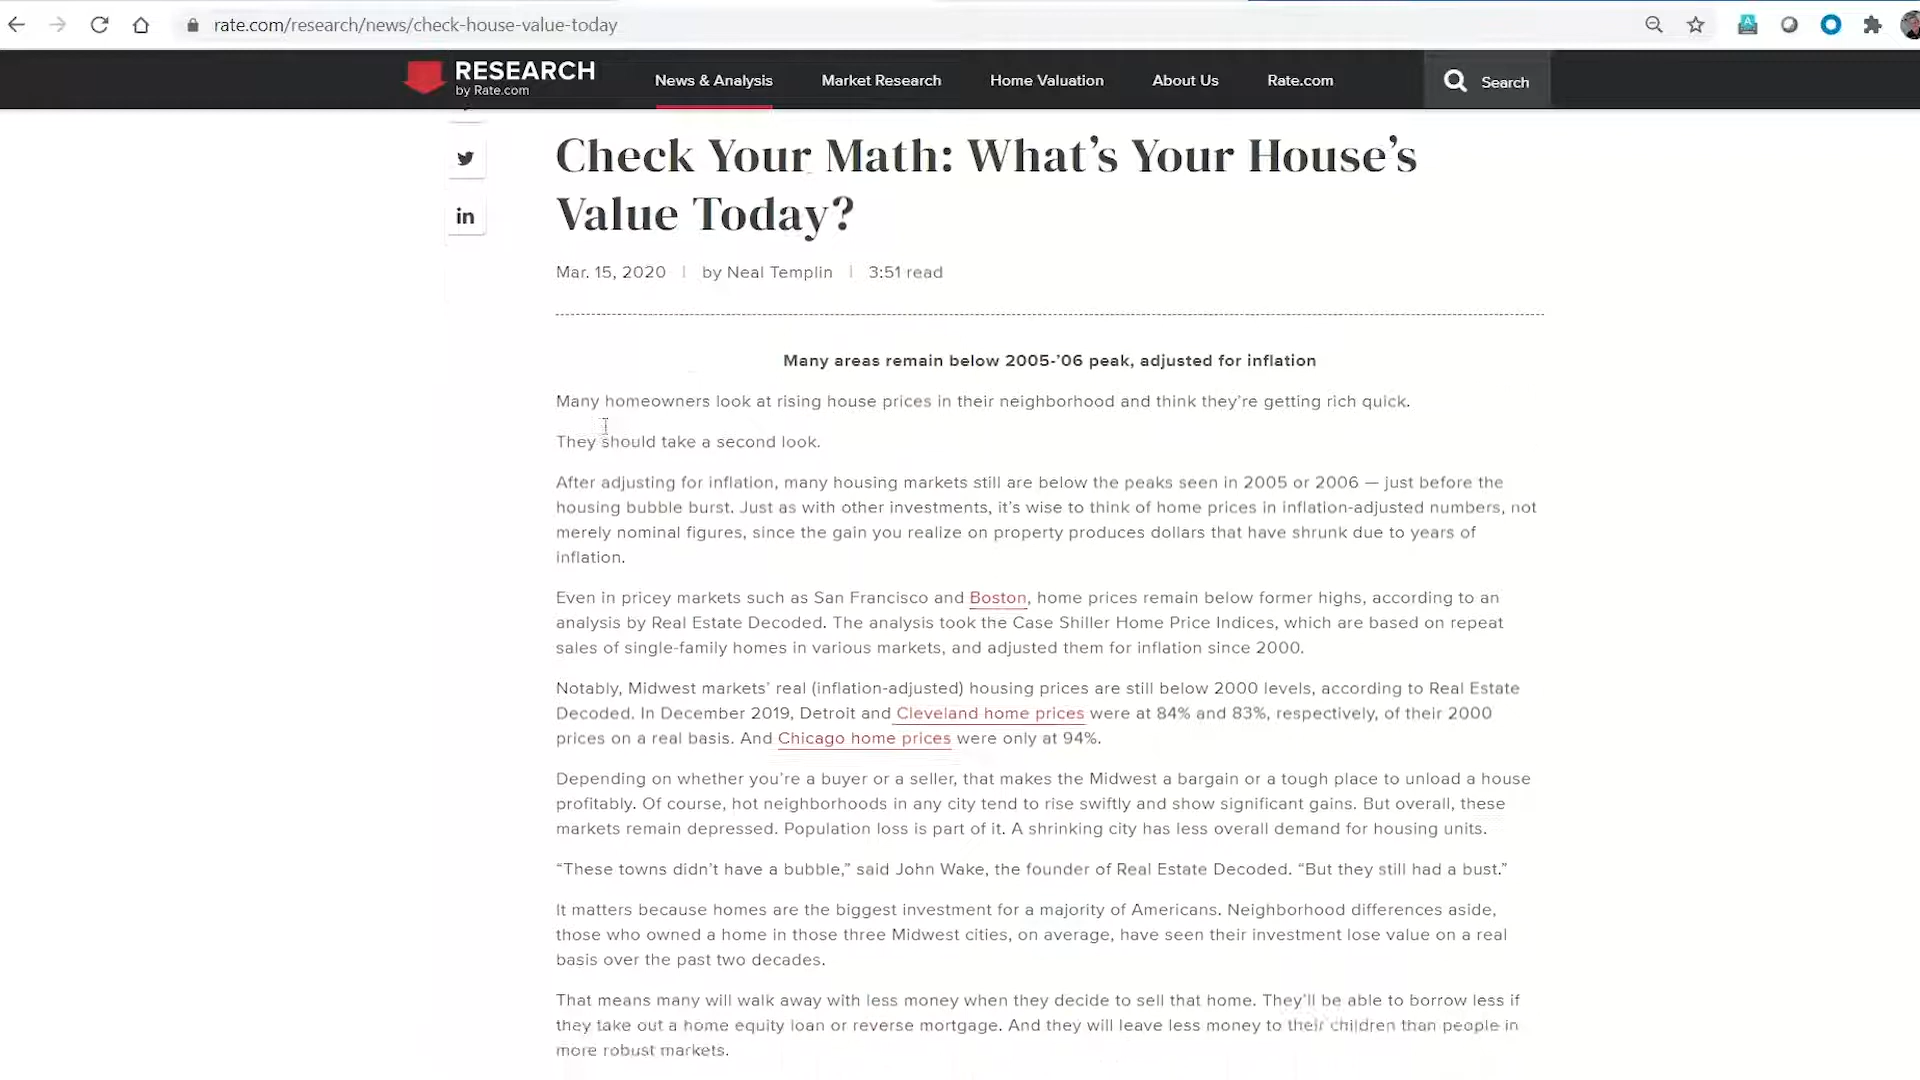 rate.com/research/news/check-house-value-today
RESEARCH
by Rate.com
News & Analysis
Market Research
Home Valuation
About Us
Rate.com
Search
in
Check Your Math: What’s Your House’s
Value Today?
Mar. 15, 2020 | by Neal Templin | 3:51 read
Many areas remain below 2005-’06 peak, adjusted for inflation
Many homeowners look at rising house prices in their neighborhood and think they’re getting rich quick.
They should take a second look.
After adjusting for inflation, many housing markets still are below the peaks seen in 2005 or 2006 — just before the
housing bubble burst. Just as with other investments, it’s wise to think of home prices in inflation-adjusted numbers, not
merely nominal figures, since the gain you realize on property produces dollars that have shrunk due to years of
inflation.
Even in pricey markets such as San Francisco and Boston, home prices remain below former highs, according to an
analysis by Real Estate Decoded. The analysis took the Case Shiller Home Price Indices, which are based on repeat
sales of single-family homes in various markets, and adjusted them for inflation since 2000.
Notably, Midwest markets’ real (inflation-adjusted) housing prices are still below 2000 levels, according to Real Estate
Decoded. In December 2019, Detroit and Cleveland home prices were at 84% and 83%, respectively, of their 2000
prices on a real basis. And Chicago home prices were only at 94%.
Depending on whether you’re a buyer or a seller, that makes the Midwest a bargain or a tough place to unload a house
profitably. Of course, hot neighborhoods in any city tend to rise swiftly and show significant gains. But overall, these
markets remain depressed. Population loss is part of it. A shrinking city has less overall demand for housing units.
“These towns didn’t have a bubble,” said John Wake, the founder of Real Estate Decoded. “But they still had a bust.”
It matters because homes are the biggest investment for a majority of Americans. Neighborhood differences aside,
those who owned a home in those three Midwest cities, on average, have seen their investment lose value on a real
basis over the past two decades.
That means many will walk away with less money when they decide to sell that home. They’ll be able to borrow less if
they take out a home equity loan or reverse mortgage. And they will leave less money to their children than people in
more robust markets.